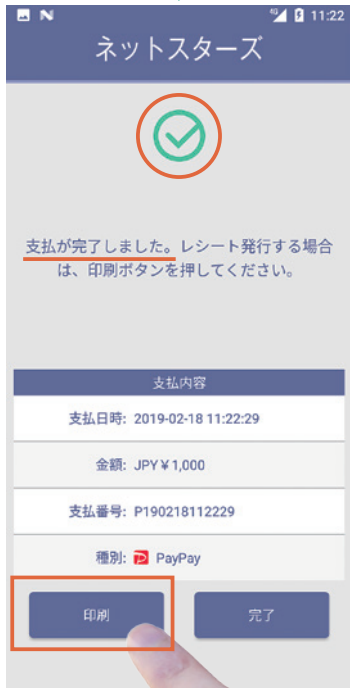 11:22
ネットスターズ
支払が完了しました。レシート発行する場合
は、印刷ボタンを押してください。
支払内容
支払日時: 2019-02-18 11:22:29
金額: JPY¥1,000
支払番号: P190218112229
種別: PayPay
印刷
完了